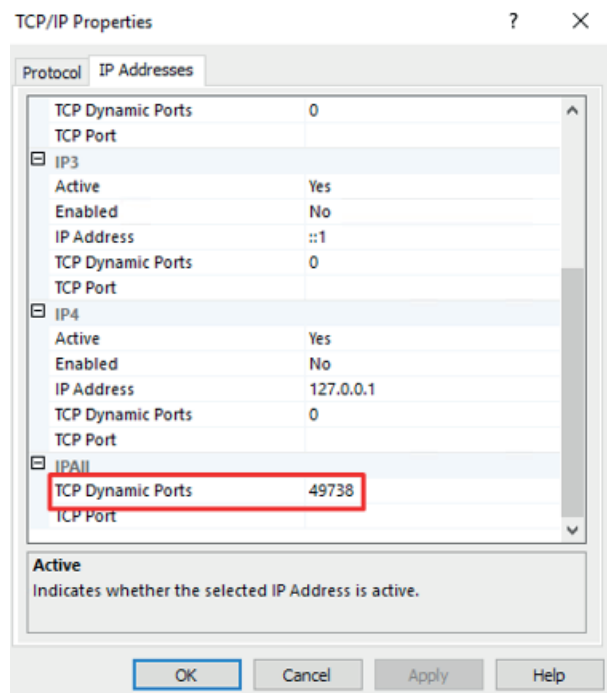 TCP/IP Properties ? ×
Protocol IP Addresses
TCP Dynamic Ports 0
TCP Port
IP3
Active Yes
Enabled No
IP Address ::1
TCP Dynamic Ports 0
TCP Port
IP4
Active Yes
Enabled No
IP Address 127.0.0.1
TCP Dynamic Ports 0
TCP Port
IPAll
TCP Dynamic Ports 49738
TCP Port
Active
Indicates whether the selected IP Address is active.
OK Cancel Apply Help